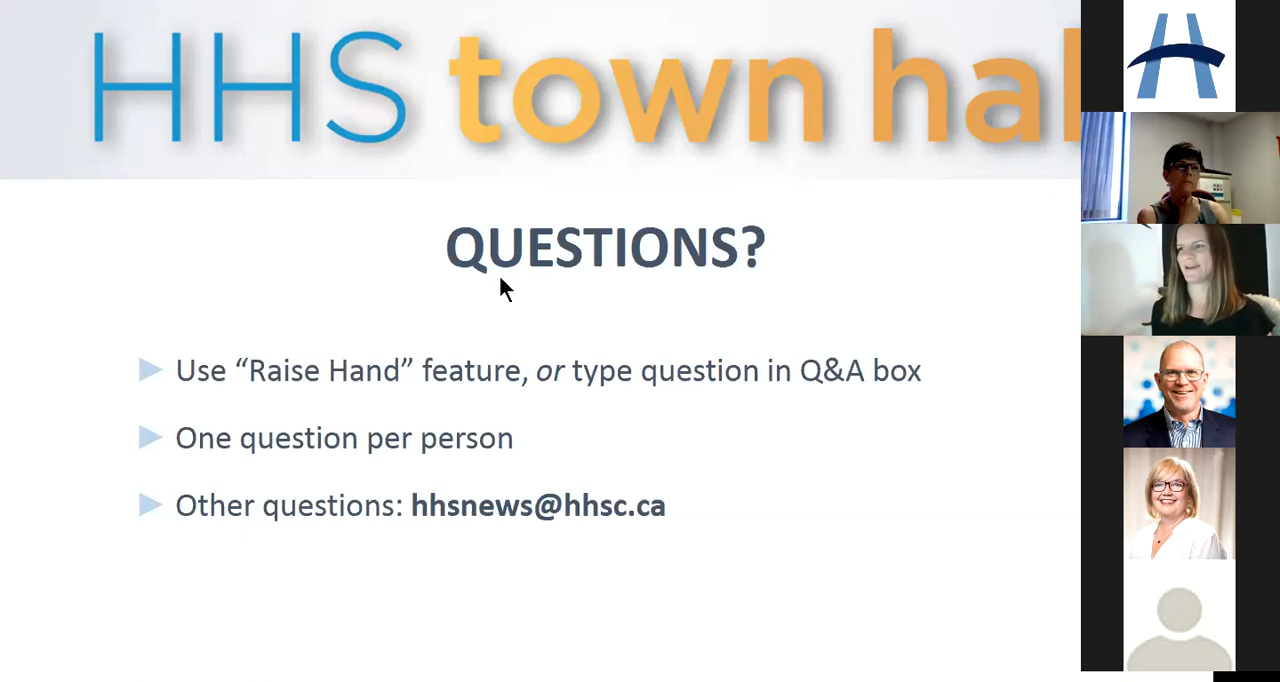 HHS town hal
QUESTIONS?
Use “Raise Hand” feature, or type question in Q&A box
One question per person
Other questions: hhsnews@hhsc.ca